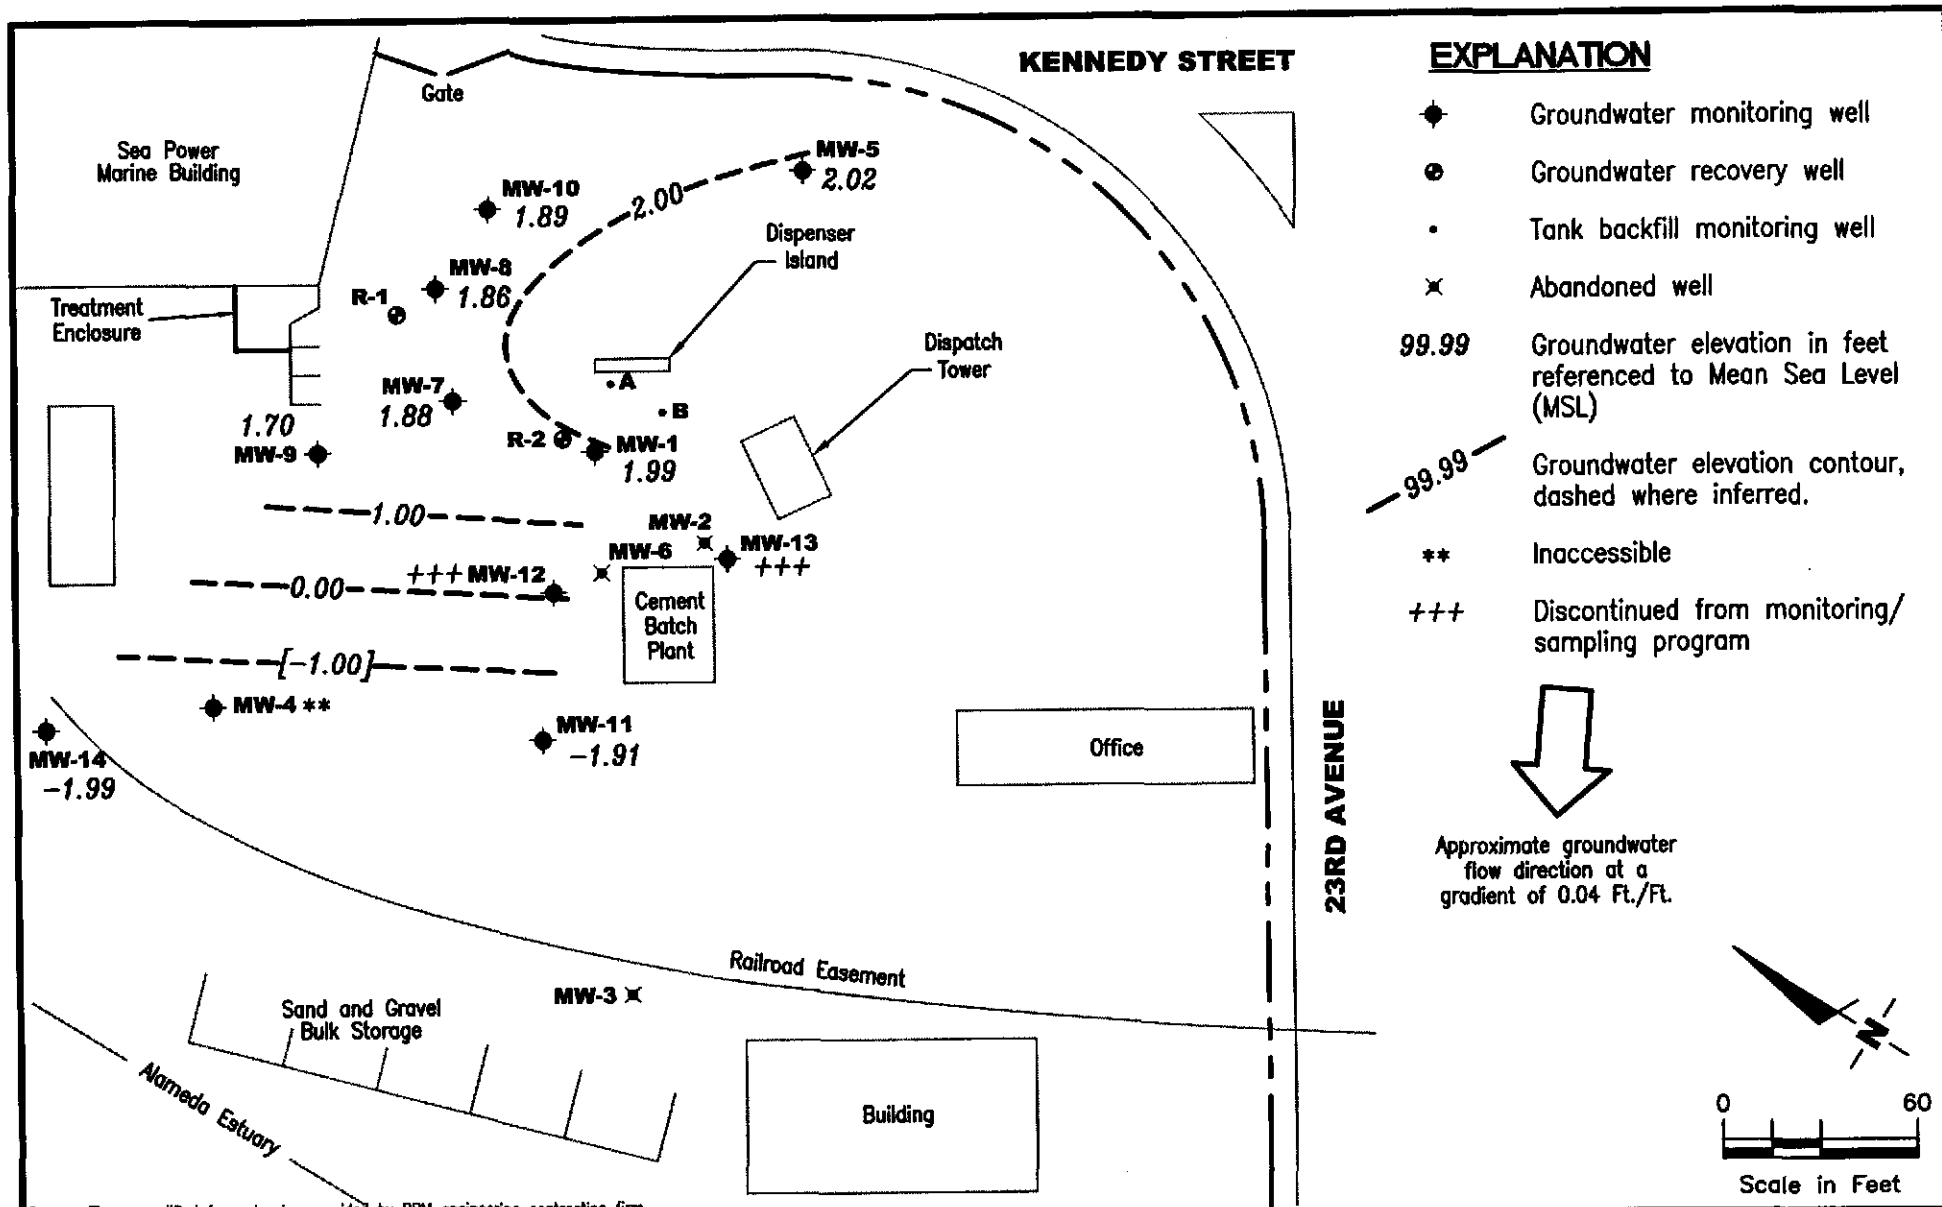 KENNEDY STREET
Gate
Sea Power
Marine Building
MW-5
2.02
MW-10
1.89
2.00
Dispenser
Island
MW-8
1.86
R-1
Treatment
Enclosure
Dispatch
Tower
A
B
MW-7
1.88
1.70
MW-9
R-2
MW-1
1.99
1.00
MW-2
MW-6
MW-13
+++
+++ MW-12
0.00
Cement
Batch
Plant
[-1.00]
MW-4 **
MW-11
-1.91
MW-14
-1.99
Office
23RD AVENUE
Railroad Easement
MW-3
Sand and Gravel
Bulk Storage
Alameda Estuary
Building
EXPLANATION
Groundwater monitoring well
Groundwater recovery well
Tank backfill monitoring well
Abandoned well
99.99 Groundwater elevation in feet
referenced to Mean Sea Level
(MSL)
99.99 Groundwater elevation contour,
dashed where inferred.
** Inaccessible
+++ Discontinued from monitoring/
sampling program
Approximate groundwater
flow direction at a
gradient of 0.04 Ft./Ft.
N
0 60
Scale in Feet